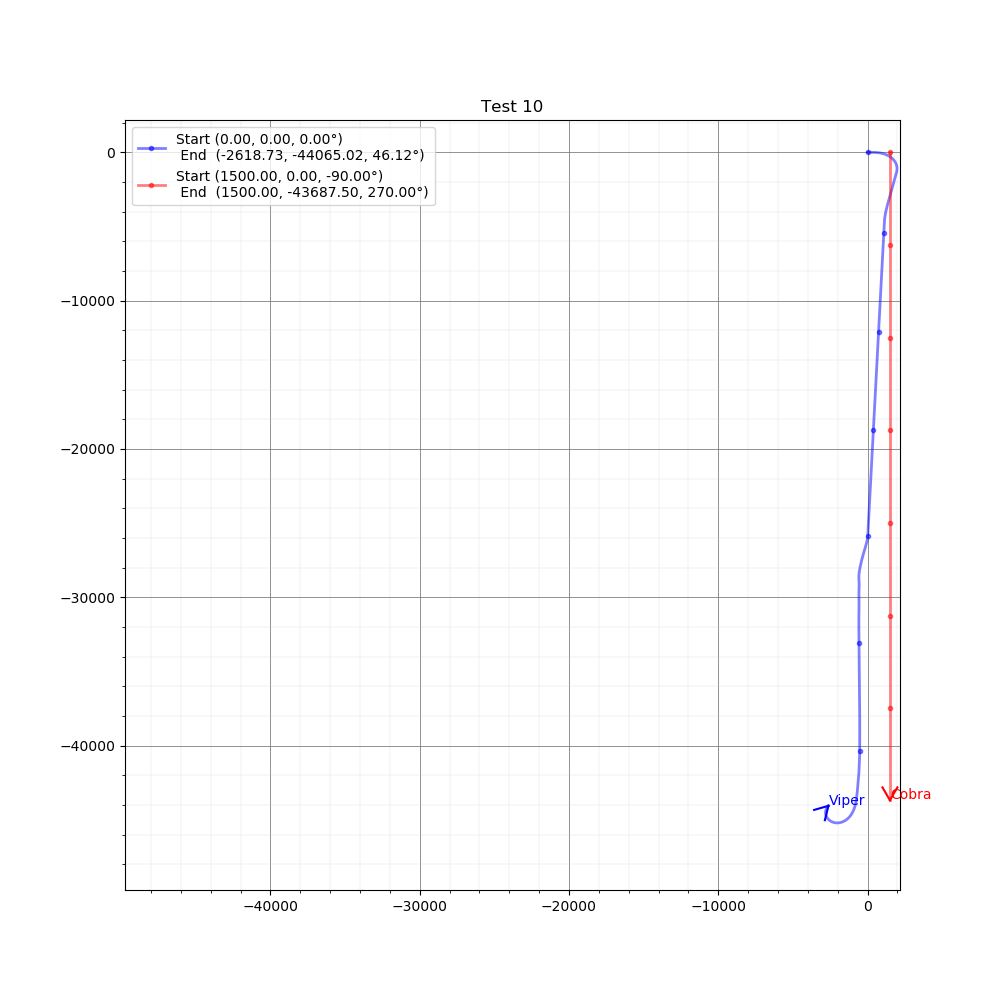 Test 10
Start (0.00, 0.00, 0.00°)
End (-2618.73, -44065.02, 46.12°)
Start (1500.00, 0.00, -90.00°)
End (1500.00, -43687.50, 270.00°)
0
−10000
−20000
−30000
−40000
Viper
Cobra
−40000 −30000 −20000 −10000 0